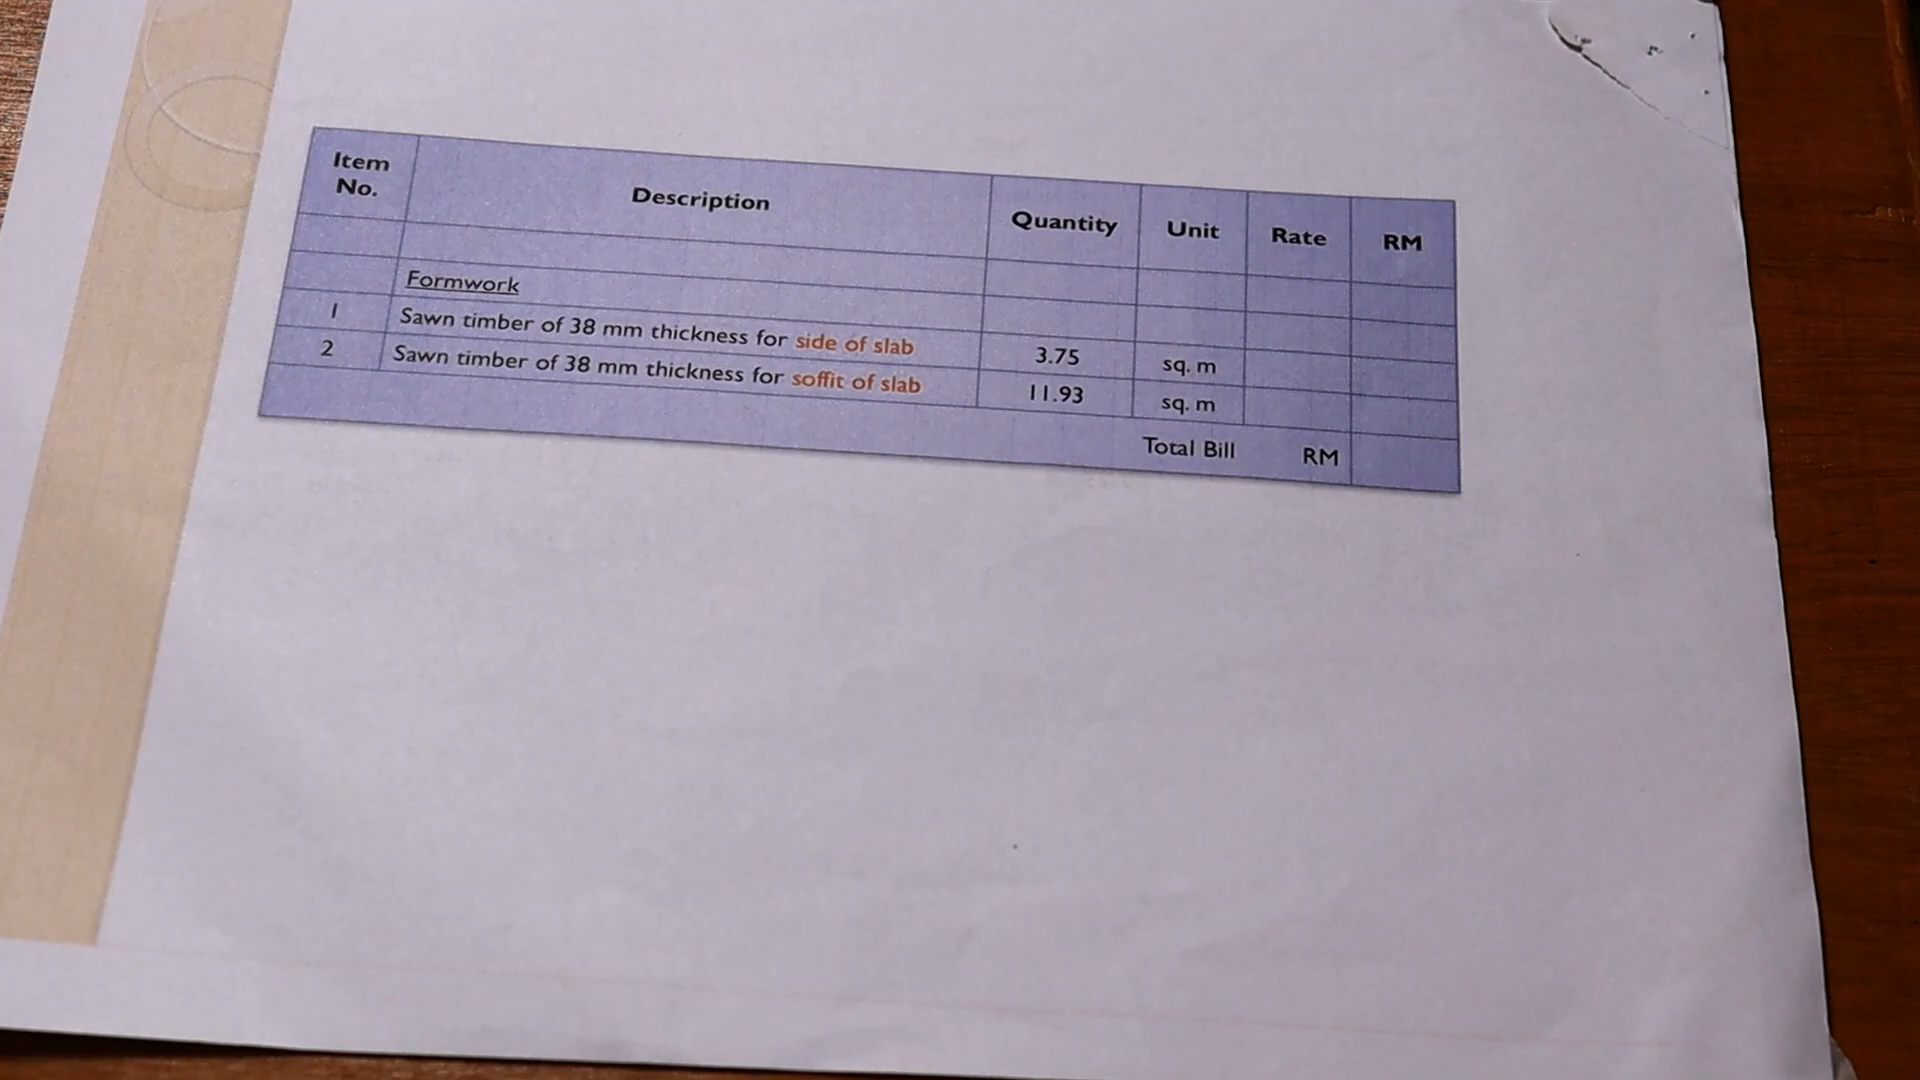 Item No. Description Quantity Unit Rate RM
Formwork
1 Sawn timber of 38 mm thickness for side of slab 3.75 sq. m
2 Sawn timber of 38 mm thickness for soffit of slab 11.93 sq. m
Total Bill RM